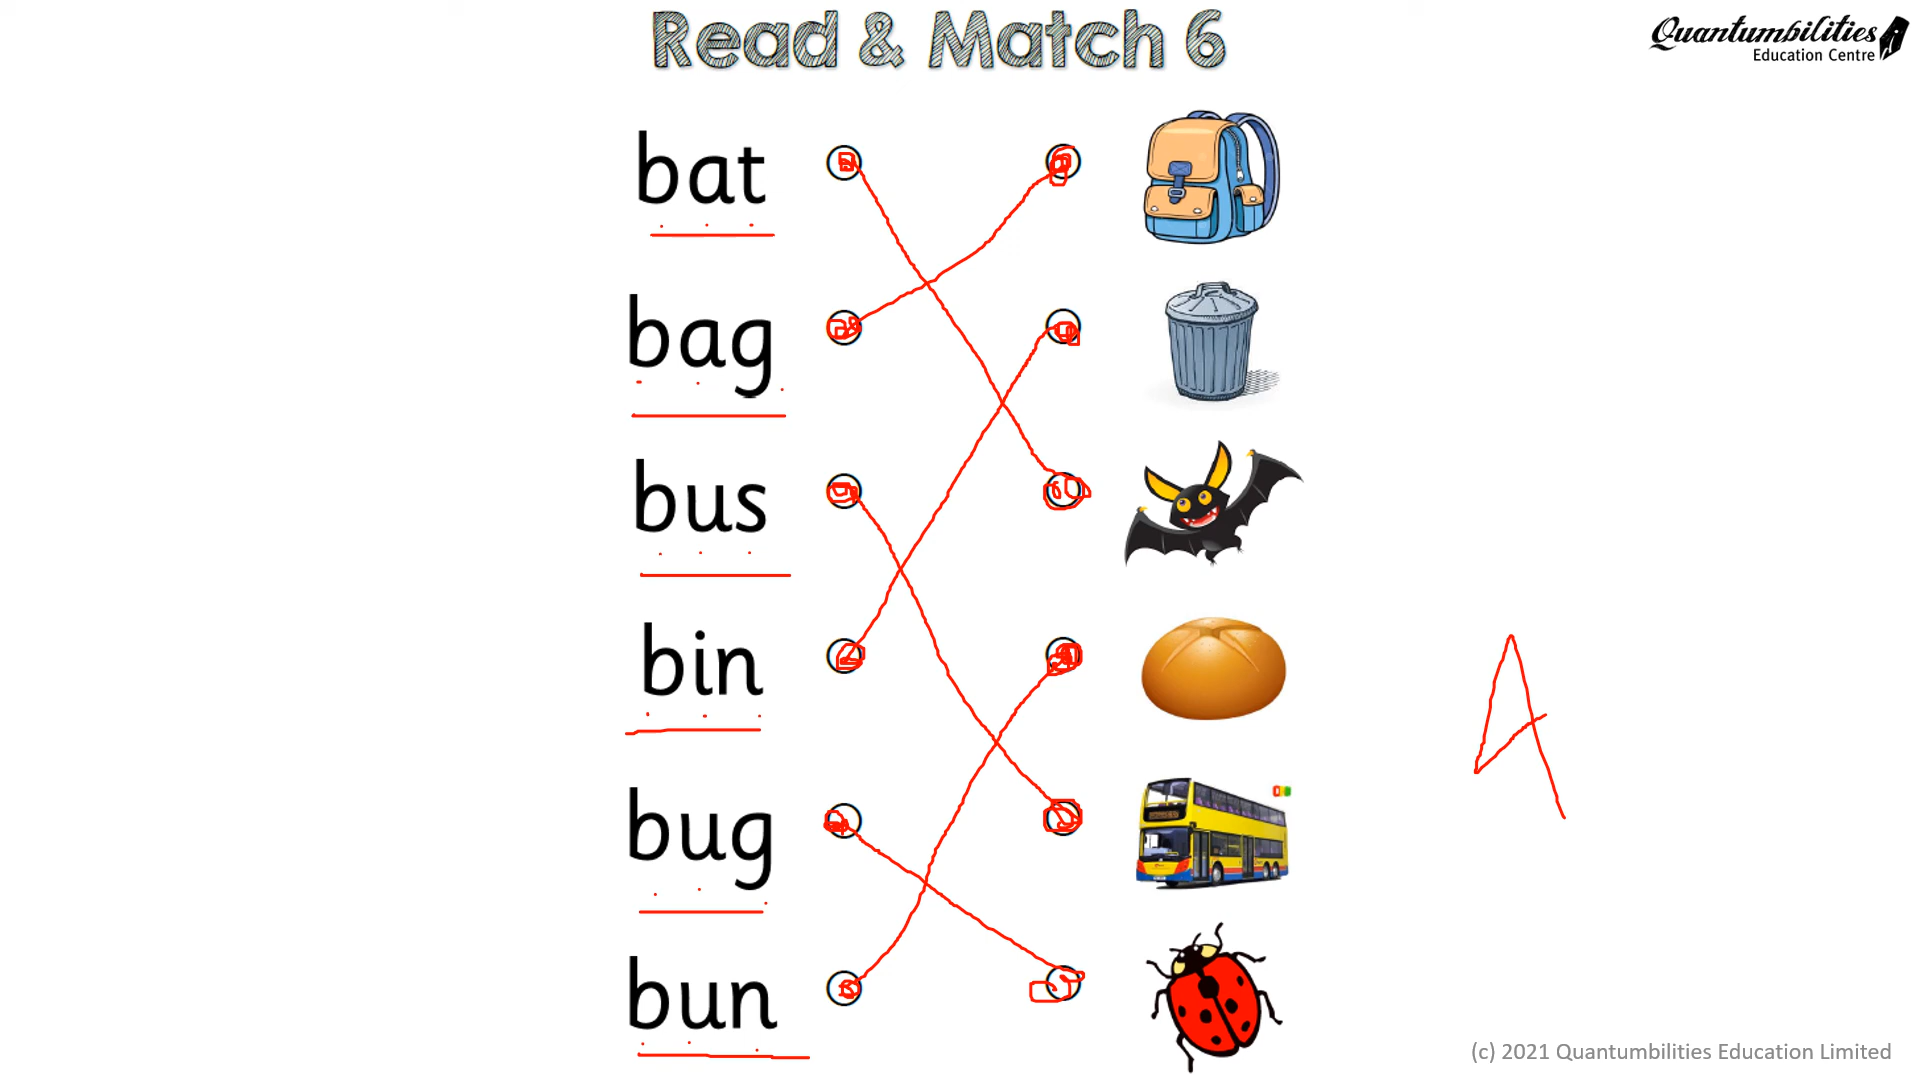 Read & Match 6
Quantumbilities
Education Centre
bat
bag
bus
bin
bug
bun
A
(c) 2021 Quantumbilities Education Limited